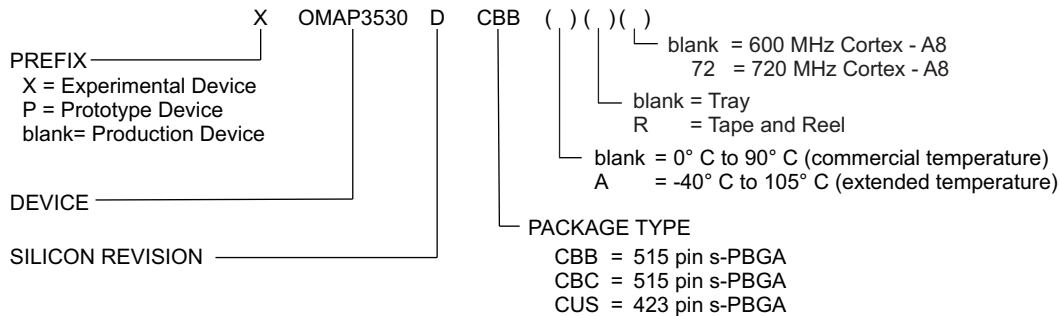 X OMAP3530 D CBB ( ) ( ) ( )
PREFIX
X = Experimental Device
P = Prototype Device
blank= Production Device
blank = 600 MHz Cortex - A8
72 = 720 MHz Cortex - A8
blank = Tray
R = Tape and Reel
blank = 0° C to 90° C (commercial temperature)
A = -40° C to 105° C (extended temperature)
DEVICE
PACKAGE TYPE
CBB = 515 pin s-PBGA
CBC = 515 pin s-PBGA
CUS = 423 pin s-PBGA
SILICON REVISION